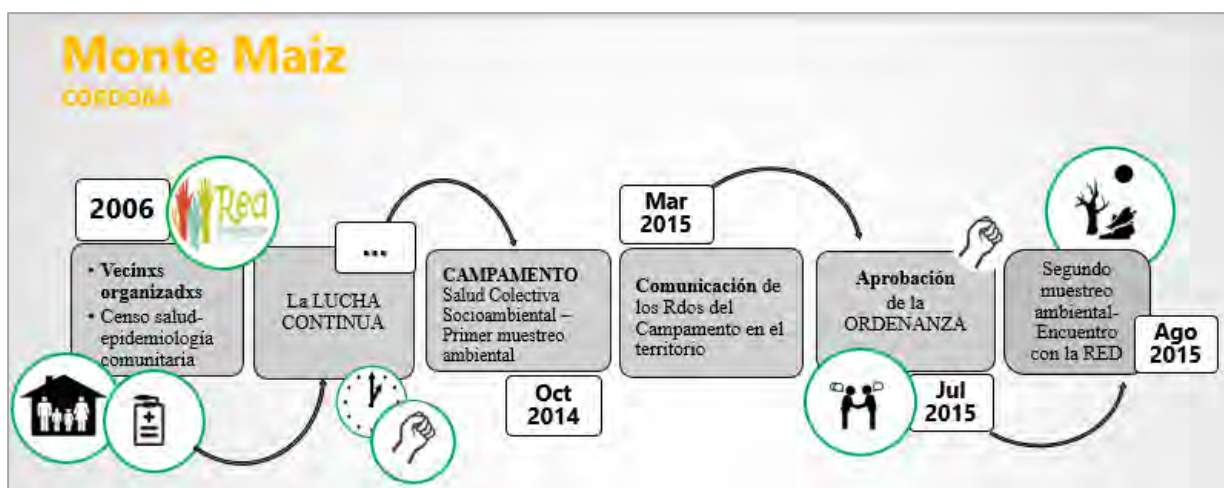 Monte Maiz
CORDOBA
2006
Rea
• Vecinxs
organizadxs
• Censo salud-
epidemiología
comunitaria
...
La LUCHA
CONTINUA
CAMPAMENTO
Salud Colectiva
Socioambiental –
Primer muestreo
ambiental
Oct
2014
Mar
2015
Comunicación de
los Rdos del
Campamento en el
territorio
Aprobación
de la
ORDENANZA
Jul
2015
Segundo
muestreo
ambiental-
Encuentro
con la RED
Ago
2015